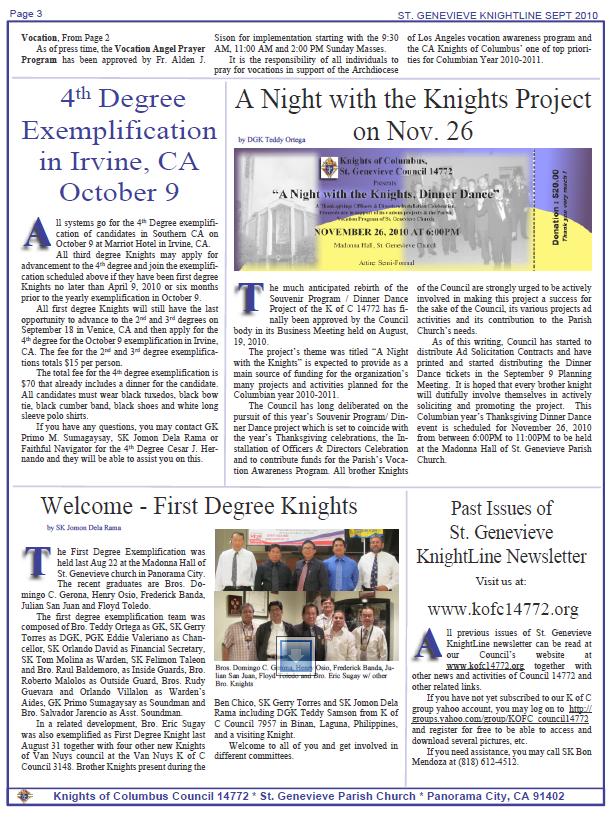 Page 3
ST. GENEVIEVE KNIGHTLINE SEPT 2010
Vocation, From Page 2
As of press time, the Vocation Angel Prayer
Program has been approved by Fr. Alden J.
Sison for implementation starting with the 9:30
AM, 11:00 AM and 2:00 PM Sunday Masses.
It is the responsibility of all individuals to
pray for vocations in support of the Archdiocese
of Los Angeles vocation awareness program and
the CA Knights of Columbus' one of top priori-
ties for Columbian Year 2010-2011.
4th Degree
Exemplification
in Irvine, CA
October 9
All systems go for the 4th Degree exemplifi-
cation of candidates in Southern CA on
October 9 at Marriot Hotel in Irvine, CA.
All third degree Knights may apply for
advancement to the 4th degree and join the exemplifi-
cation scheduled above if they have been first degree
Knights no later than April 9, 2010 or six months
prior to the yearly exemplification in October 9.
All first degree Knights will still have the last
opportunity to advance to the 2nd and 3rd degrees on
September 18 in Venice, CA and then apply for the
4th degree for the October 9 exemplification in Irvine,
CA. The fee for the 2nd and 3rd degree exemplifica-
tions totals $15 per person.
The total fee for the 4th degree exemplification is
$70 that already includes a dinner for the candidate.
All candidates must wear black tuxedos, black bow
tie, black cumber band, black shoes and white long
sleeve polo shirts.
If you have any questions, you may contact GK
Primo M. Sumagaysay, SK Jomon Dela Rama or
Faithful Navigator for the 4th Degree Cesar J. Her-
nando and they will be able to assist you on this.
A Night with the Knights Project
on Nov. 26
by DGK Teddy Ortega
Knights of Columbus,
St. Genevieve Council 14772
Presents
"A Night with the Knights, Dinner Dance"
A Thanksgiving, Officers & Directors Installation Celebration
Presents are in support of its various projects & the Parish
Vocation Program of St. Genevieve Church
NOVEMBER 26, 2010 AT 6:00PM
Madonna Hall, St. Genevieve Church
Attire: Semi-Formal
Donation : $20.00
Thank you very much !
The much anticipated rebirth of the
Souvenir Program / Dinner Dance
Project of the K of C 14772 has fi-
nally been approved by the Council
body in its Business Meeting held on August,
19, 2010.
The project's theme was titled "A Night
with the Knights" is expected to provide as a
main source of funding for the organization's
many projects and activities planned for the
Columbian year 2010-2011.
The Council has long deliberated on the
pursuit of this year's Souvenir Program/ Din-
ner Dance project which is set to coincide with
the year's Thanksgiving celebrations, the In-
stallation of Officers & Directors Celebration
and to contribute funds for the Parish's Voca-
tion Awareness Program. All brother Knights
of the Council are strongly urged to be actively
involved in making this project a success for
the sake of the Council, its various projects ad
activities and its contribution to the Parish
Church's needs.
As of this writing, Council has started to
distribute Ad Solicitation Contracts and have
printed and started distributing the Dinner
Dance tickets in the September 9 Planning
Meeting. It is hoped that every brother knight
will dutifully involve themselves in actively
soliciting and promoting the project. This
Columbian year's Thanksgiving Dinner Dance
event is scheduled for November 26, 2010
from between 6:00PM to 11:00PM to be held
at the Madonna Hall of St. Genevieve Parish
Church.
Welcome - First Degree Knights
by SK Jomon Dela Rama
The First Degree Exemplification was
held last Aug 22 at the Madonna Hall of
St. Genevieve church in Panorama City.
The recent graduates are Bros. Do-
mingo C. Gerona, Henry Osio, Frederick Banda,
Julian San Juan and Floyd Toledo.
The first degree exemplification team was
composed of Bro. Teddy Ortega as GK, SK Gerry
Torres as DGK, PGK Eddie Valeriano as Chan-
cellor, SK Orlando David as Financial Secretary,
SK Tom Molina as Warden, SK Felimon Taleon
and Bro. Raul Baldemoro, as Inside Guards, Bro.
Roberto Malolos as Outside Guard, Bros. Rudy
Guevara and Orlando Villalon as Warden's
Aides, GK Primo Sumagaysay as Soundman and
Bro. Salvador Jarencio as Asst. Soundman.
In a related development, Bro. Eric Sugay
was also exemplified as First Degree Knight last
August 31 together with four other new Knights
of Van Nuys council at the Van Nuys K of C
Council 3148. Brother Knights present during the
Bros. Domingo C. Gerona, Henry Osio, Frederick Banda, Ju-
lian San Juan, Floyd Toledo and Bro. Eric Sugay w/ other
Bro. Knights
Ben Chico, SK Gerry Torres and SK Jomon Dela
Rama including DGK Teddy Samson from K of
C Council 7957 in Binan, Laguna, Philippines,
and a visiting Knight.
Welcome to all of you and get involved in
different committees.
Past Issues of
St. Genevieve
KnightLine Newsletter
Visit us at:
www.kofc14772.org
All previous issues of St. Genevieve
KnightLine newsletter can be read at
our Council's website at
www.kofc14772.org together with
other news and activities of Council 14772 and
other related links.
If you have not yet subscribed to our K of C
group yahoo account, you may log on to http://
groups.yahoo.com/group/KOFC_council14772
and register for free to be able to access and
download several pictures, etc.
If you need assistance, you may call SK Bon
Mendoza at (818) 612-4512.
Knights of Columbus Council 14772 * St. Genevieve Parish Church * Panorama City, CA 91402